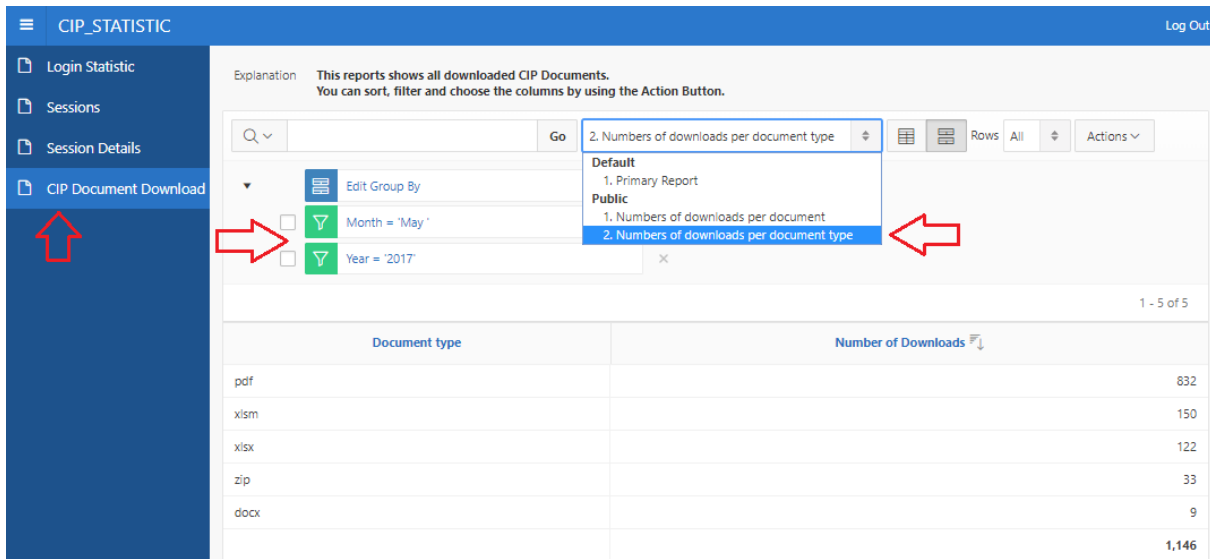 CIP_STATISTIC
Log Out
Login Statistic
Sessions
Session Details
CIP Document Download
Explanation This reports shows all downloaded CIP Documents.
You can sort, filter and choose the columns by using the Action Button.
Go 2. Numbers of downloads per document type Rows All Actions
Default
1. Primary Report
Public
1. Numbers of downloads per document
2. Numbers of downloads per document type
Edit Group By
Month = 'May '
Year = '2017'
1 - 5 of 5
Document type Number of Downloads
pdf 832
xlsm 150
xlsx 122
zip 33
docx 9
1,146